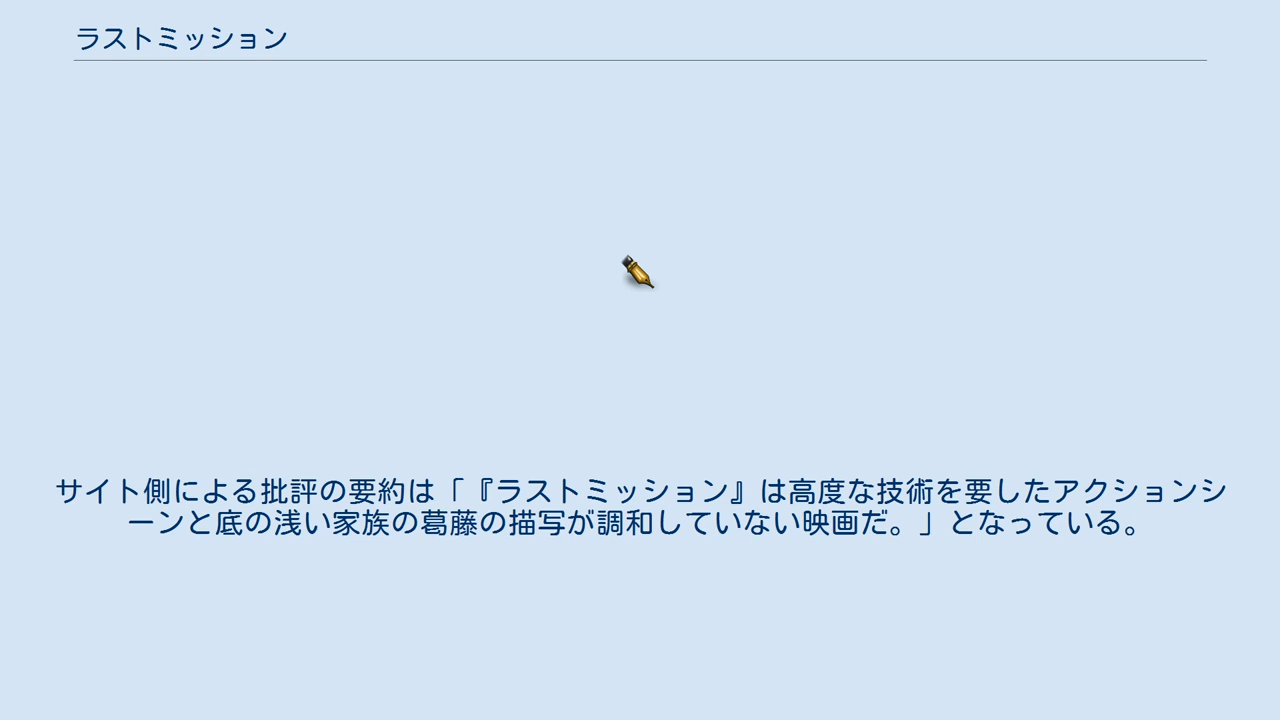 ラストミッション
サイト側による批評の要約は「『ラストミッション』は高度な技術を要したアクションシ
ーンと底の浅い家族の葛藤の描写が調和していない映画だ。」となっている。